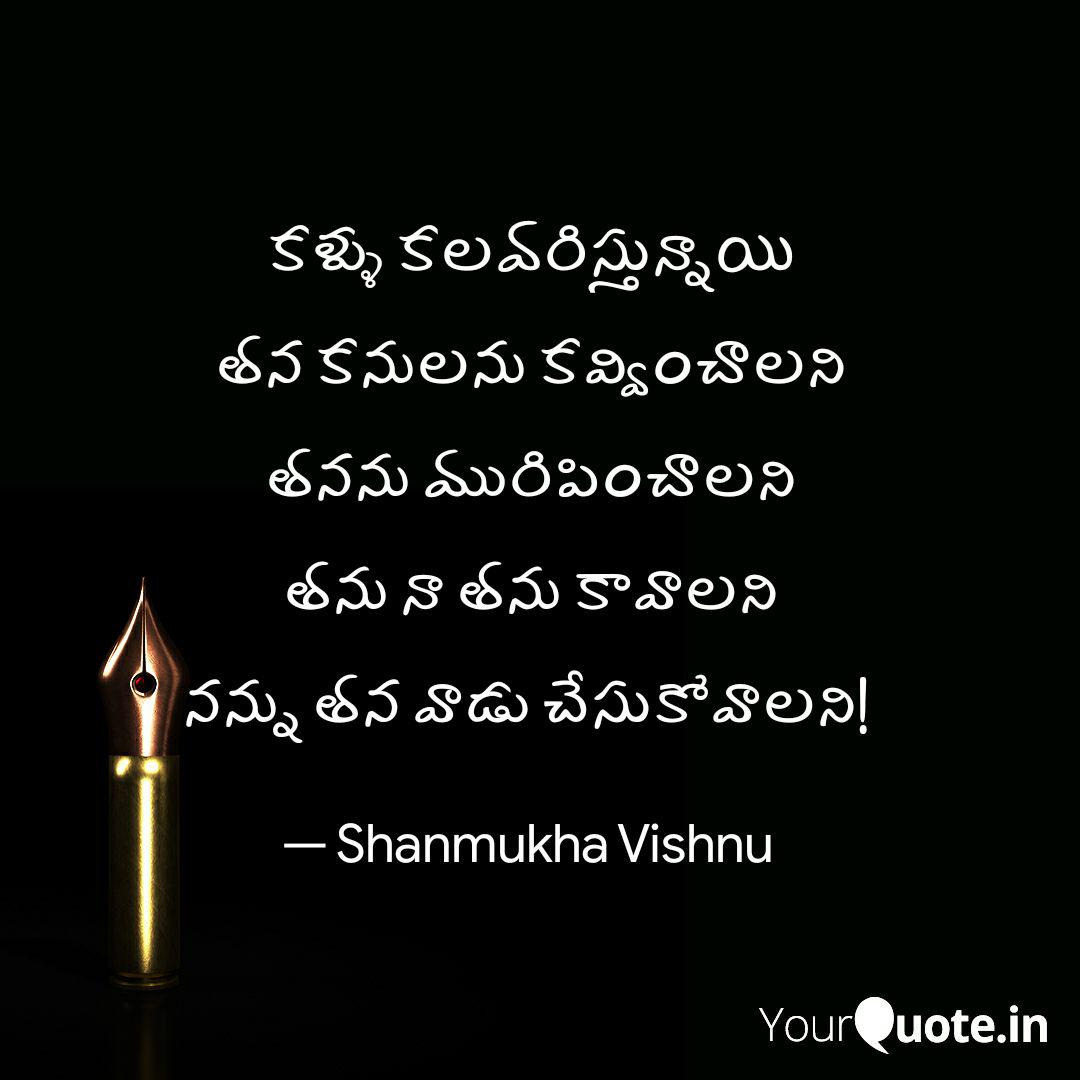 కళ్ళు కలవరిస్తున్నాయి
తన కనులను కవ్వించాలని
తనను మురిపించాలని
తను నా తను కావాలని
నన్ను తన వాడు చేసుకోవాలని!
— Shanmukha Vishnu
YourQuote.in